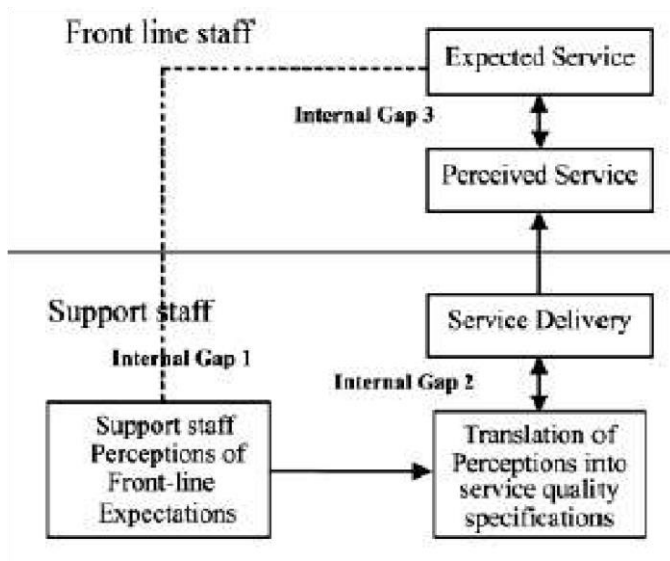 Front line staff
Expected Service
Internal Gap 3
Perceived Service
Support staff
Service Delivery
Internal Gap 1
Internal Gap 2
Support staff
Perceptions of
Front-line
Expectations
Translation of
Perceptions into
service quality
specifications